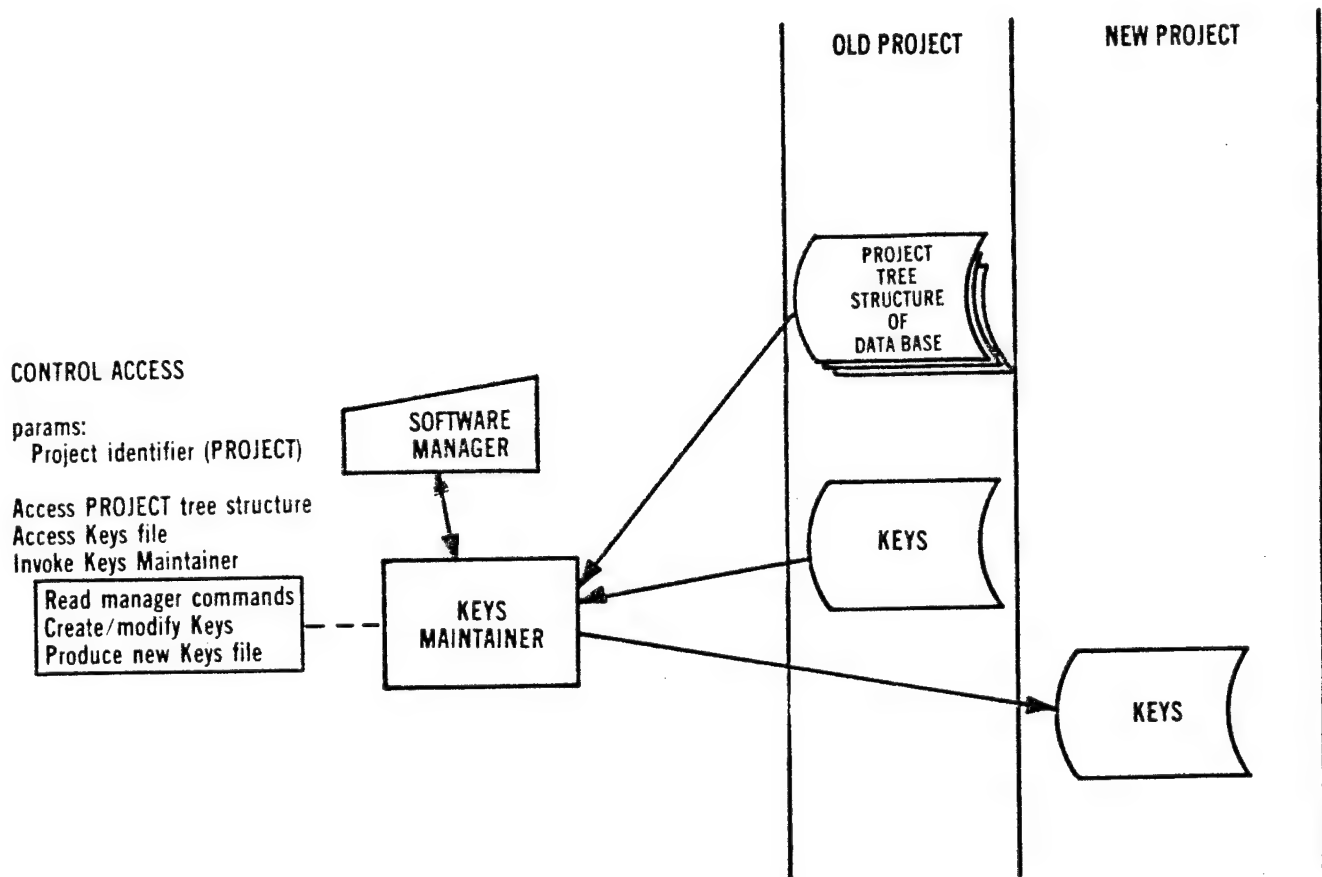 OLD PROJECT
NEW PROJECT
PROJECT
TREE
STRUCTURE
OF
DATA BASE
CONTROL ACCESS
params:
Project identifier (PROJECT)
SOFTWARE
MANAGER
Access PROJECT tree structure
Access Keys file
Invoke Keys Maintainer
Read manager commands
Create/modify Keys
Produce new Keys file
KEYS
MAINTAINER
KEYS
KEYS